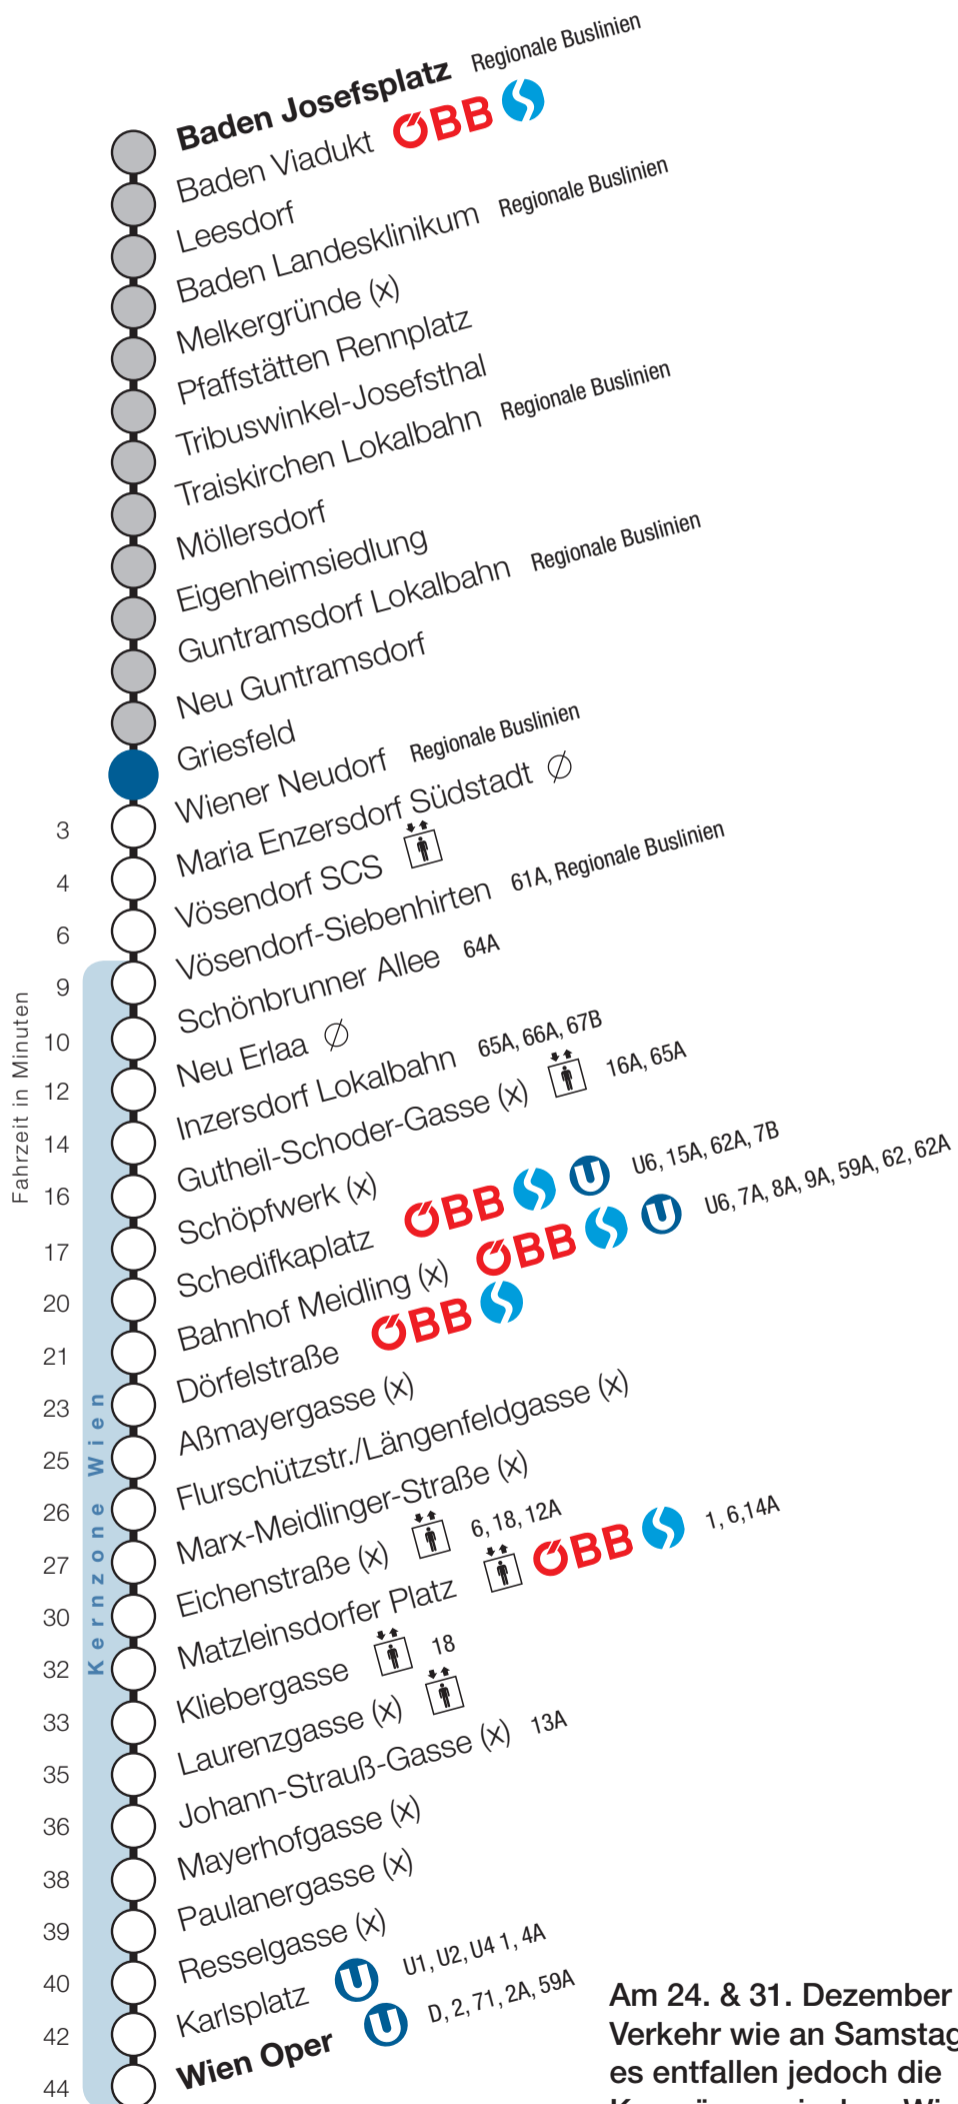 Baden Josefsplatz Regionale Buslinien
Baden Viadukt ÖBB
Leesdorf
Baden Landesklinikum Regionale Buslinien
Melkergründe (x)
Pfaffstätten Rennplatz
Tribuswinkel-Josefsthal
Traiskirchen Lokalbahn Regionale Buslinien
Möllersdorf
Eigenheimsiedlung
Guntramsdorf Lokalbahn Regionale Buslinien
Neu Guntramsdorf
Griesfeld
3 Wiener Neudorf Regionale Buslinien
4 Maria Enzersdorf Südstadt ∅
6 Vösendorf SCS
9 Vösendorf-Siebenhirten 61A, Regionale Buslinien
10 Schönbrunner Allee 64A
12 Neu Erlaa ∅
14 Inzersdorf Lokalbahn 65A, 66A, 67B
16 Gutheil-Schoder-Gasse (x) 16A, 65A
17 Schöpfwerk (x)
20 Schedifkaplatz ÖBB U U6, 15A, 62A, 7B
21 Bahnhof Meidling (x) ÖBB U U6, 7A, 8A, 9A, 59A, 62, 62A
23 Dörfelstraße ÖBB
25 Aßmayergasse (x)
26 Flurschützstr./Längenfeldgasse (x)
27 Marx-Meidlinger-Straße (x)
30 Eichenstraße (x) 6, 18, 12A
32 Matzleinsdorfer Platz ÖBB 1, 6,14A
33 Kliebergasse 18
35 Laurenzgasse (x)
36 Johann-Strauß-Gasse (x) 13A
38 Mayerhofgasse (x)
39 Paulanergasse (x)
40 Resselgasse (x)
42 Karlsplatz U U1, U2, U4 1, 4A
44 Wien Oper U D, 2, 71, 2A, 59A
Fahrzeit in Minuten
Kernzone Wien
Am 24. & 31. Dezember
Verkehr wie an Samstag
es entfallen jedoch die